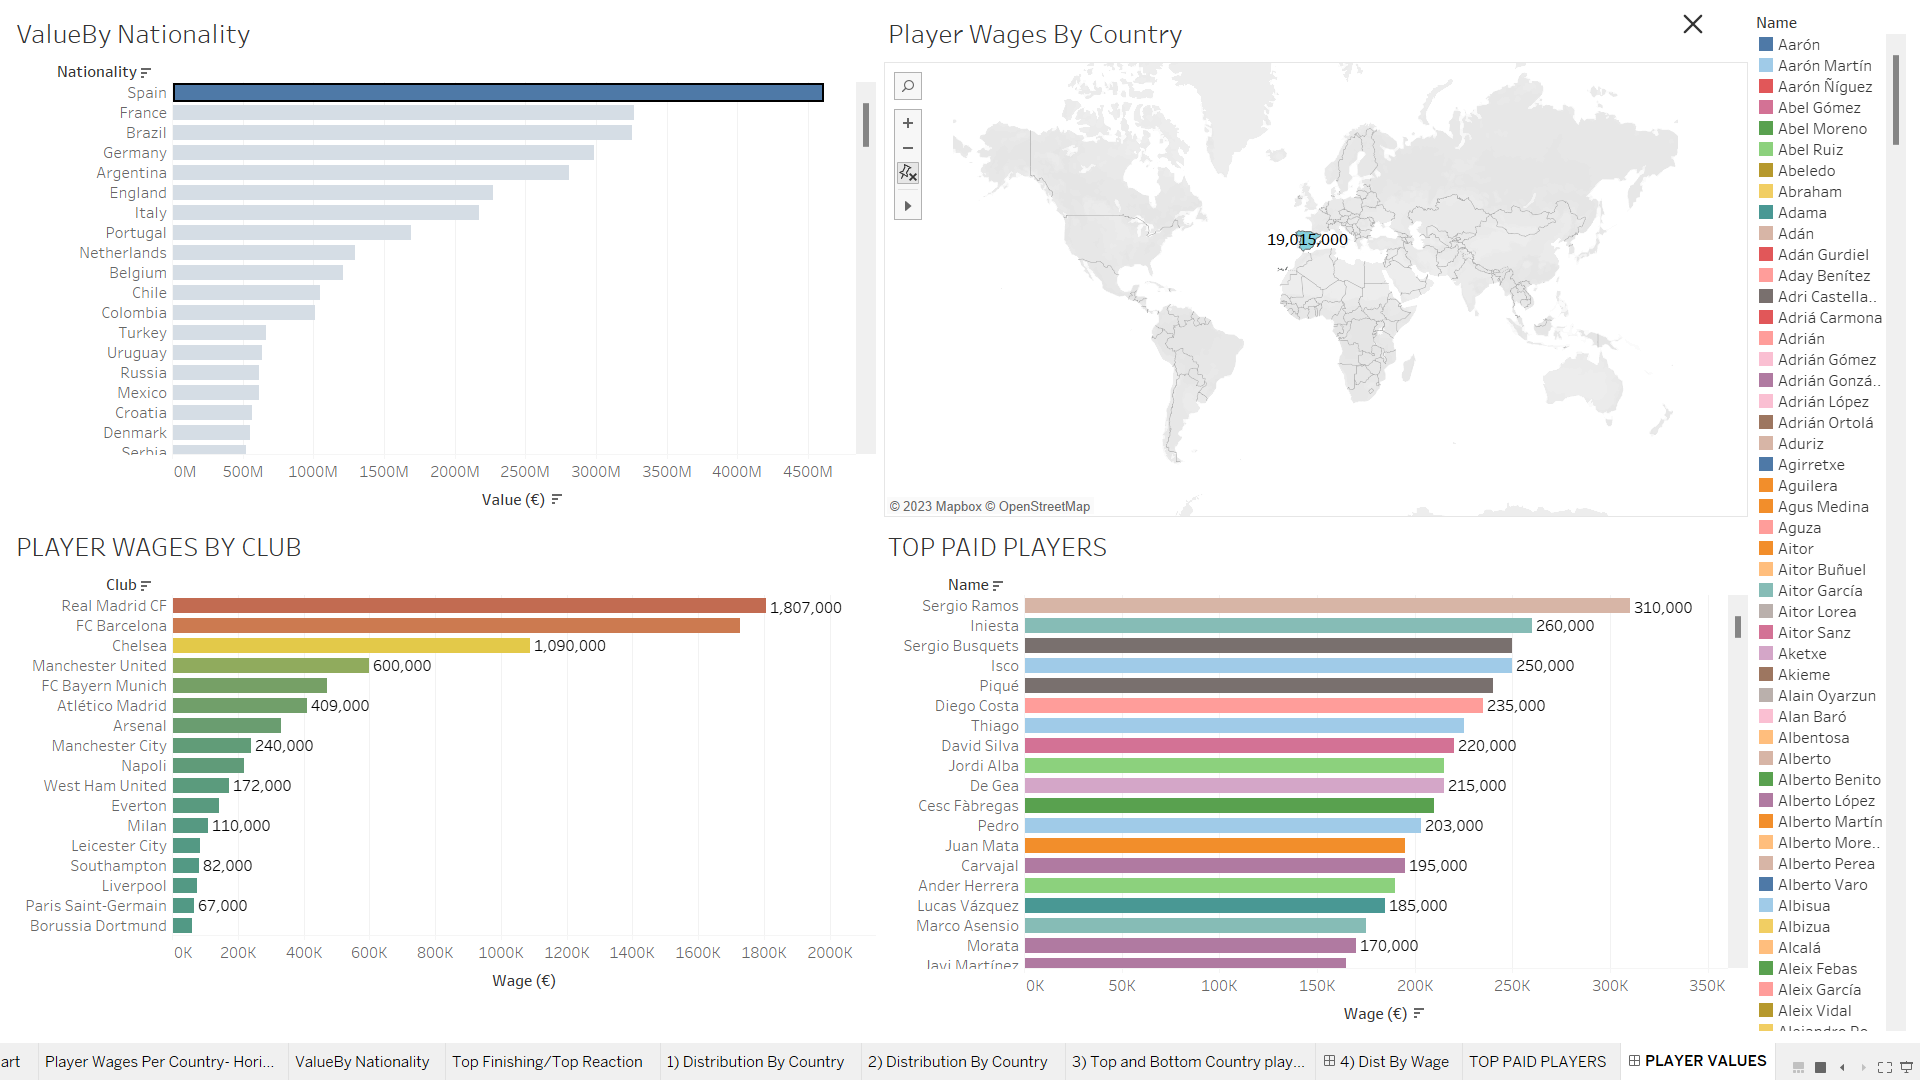 ValueBy Nationality
Nationality
Spain
France
Brazil
Germany
Argentina
England
Italy
Portugal
Netherlands
Belgium
Chile
Colombia
Turkey
Uruguay
Russia
Mexico
Croatia
Denmark
Serbia
0M 500M 1000M 1500M 2000M 2500M 3000M 3500M 4000M 4500M
Value (€)
Player Wages By Country
19,015,000
© 2023 Mapbox © OpenStreetMap
PLAYER WAGES BY CLUB
Club
Real Madrid CF 1,807,000
FC Barcelona
Chelsea 1,090,000
Manchester United 600,000
FC Bayern Munich
Atlético Madrid 409,000
Arsenal
Manchester City 240,000
Napoli
West Ham United 172,000
Everton
Milan 110,000
Leicester City
Southampton 82,000
Liverpool
Paris Saint-Germain 67,000
Borussia Dortmund
0K 200K 400K 600K 800K 1000K 1200K 1400K 1600K 1800K 2000K
Wage (€)
TOP PAID PLAYERS
Name
Sergio Ramos 310,000
Iniesta 260,000
Sergio Busquets
Isco 250,000
Piqué
Diego Costa 235,000
Thiago
David Silva 220,000
Jordi Alba
De Gea 215,000
Cesc Fàbregas
Pedro 203,000
Juan Mata
Carvajal 195,000
Ander Herrera
Lucas Vázquez 185,000
Marco Asensio
Morata 170,000
Javi Martínez
0K 50K 100K 150K 200K 250K 300K 350K
Wage (€)
Name
Aarón
Aarón Martín
Aarón Ñíguez
Abel Gómez
Abel Moreno
Abel Ruiz
Abeledo
Abraham
Adama
Adán
Adán Gurdiel
Aday Benítez
Adri Castella..
Adriá Carmona
Adrián
Adrián Gómez
Adrián Gonzá..
Adrián López
Adrián Ortolá
Aduriz
Agirretxe
Aguilera
Agus Medina
Aguza
Aitor
Aitor Buñuel
Aitor García
Aitor Lorea
Aitor Sanz
Aketxe
Akieme
Alain Oyarzun
Alan Baró
Albentosa
Alberto
Alberto Benito
Alberto López
Alberto Martín
Alberto More..
Alberto Perea
Alberto Varo
Albisua
Albizua
Alcalá
Aleix Febas
Aleix García
Aleix Vidal
art
Player Wages Per Country- Hori...
ValueBy Nationality
Top Finishing/Top Reaction
1) Distribution By Country
2) Distribution By Country
3) Top and Bottom Country play...
4) Dist By Wage
TOP PAID PLAYERS
PLAYER VALUES